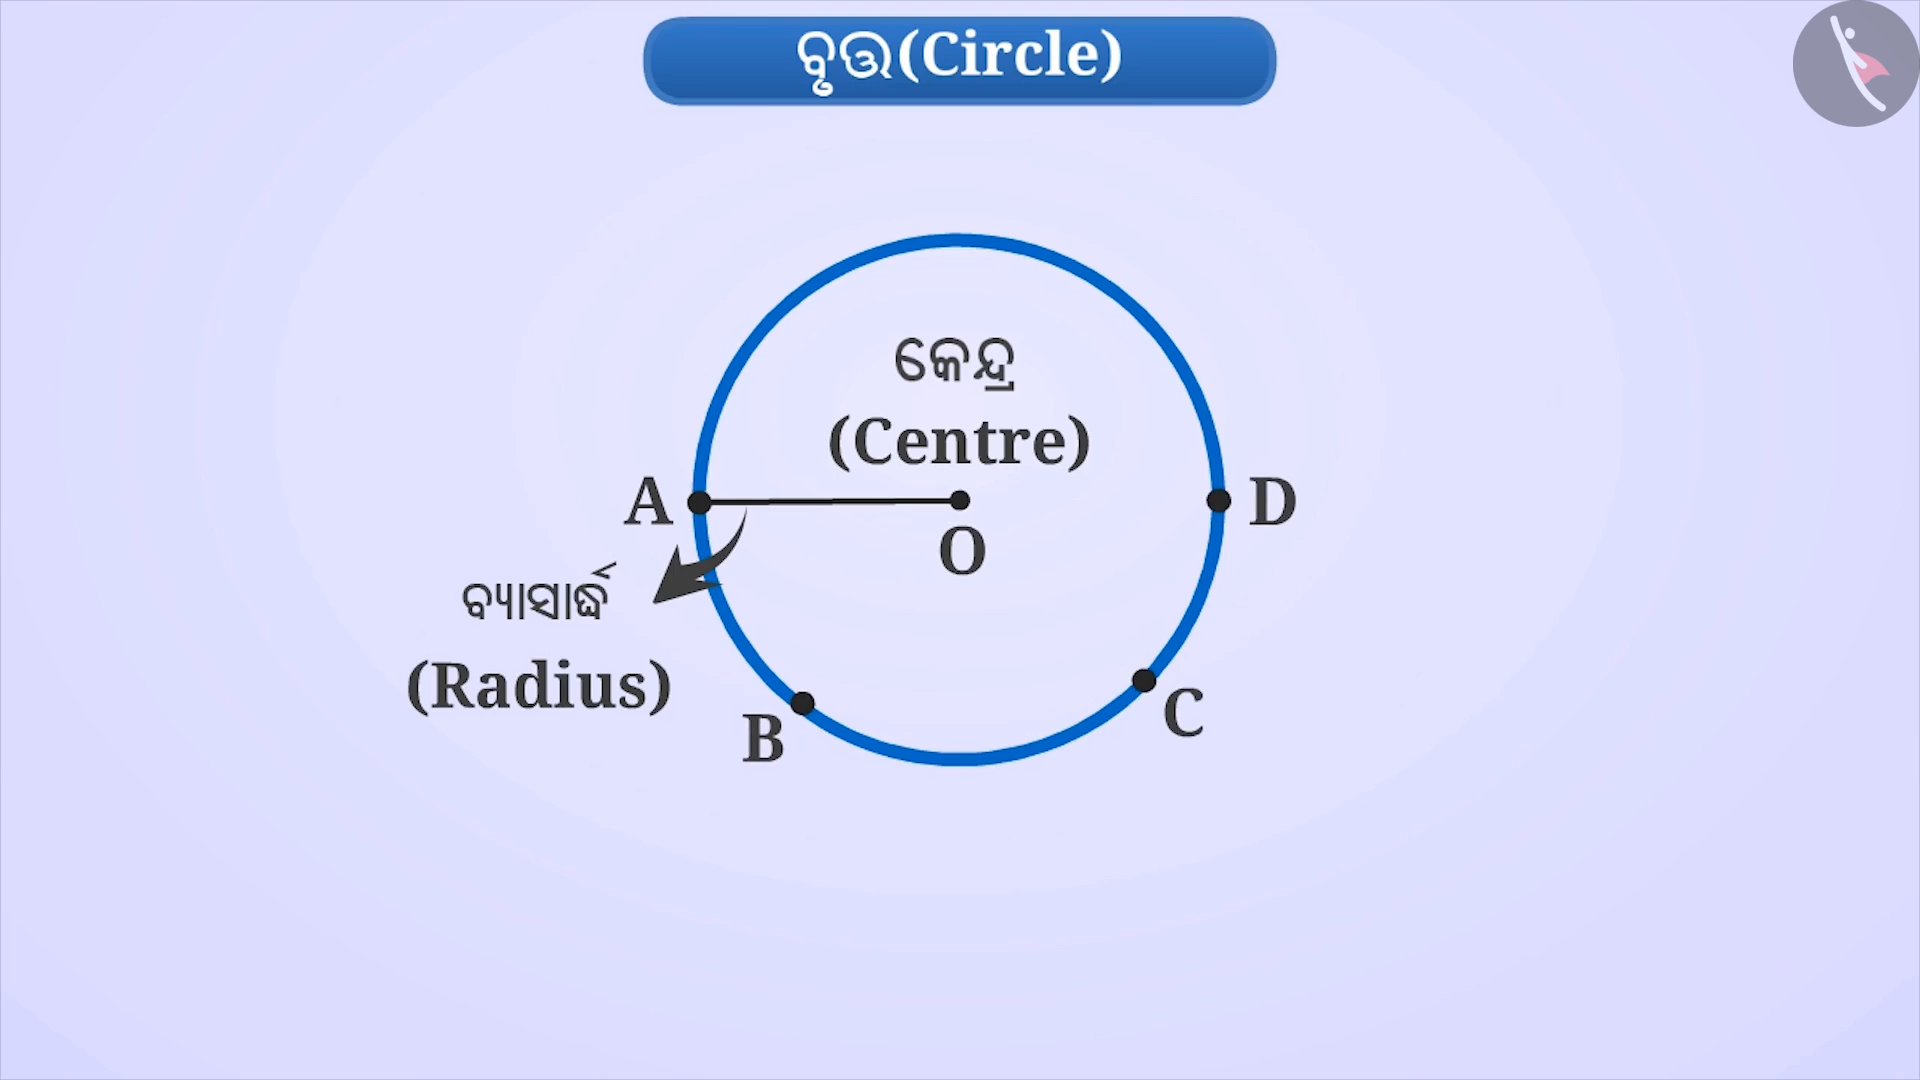 ବୃତ୍ତ(Circle)
କେନ୍ଦ୍ର
(Centre)
A
D
O
ବ୍ୟାସାର୍ଦ୍ଧ
(Radius)
C
B